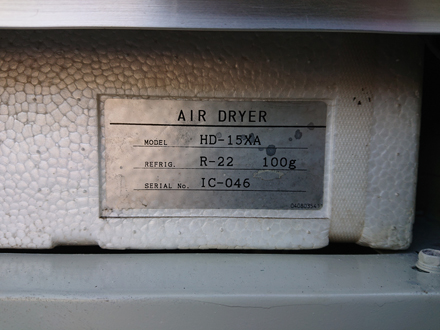 AIR DRYER
MODEL HD-15XA
REFRIG. R-22 100g
SERIAL No. IC-046